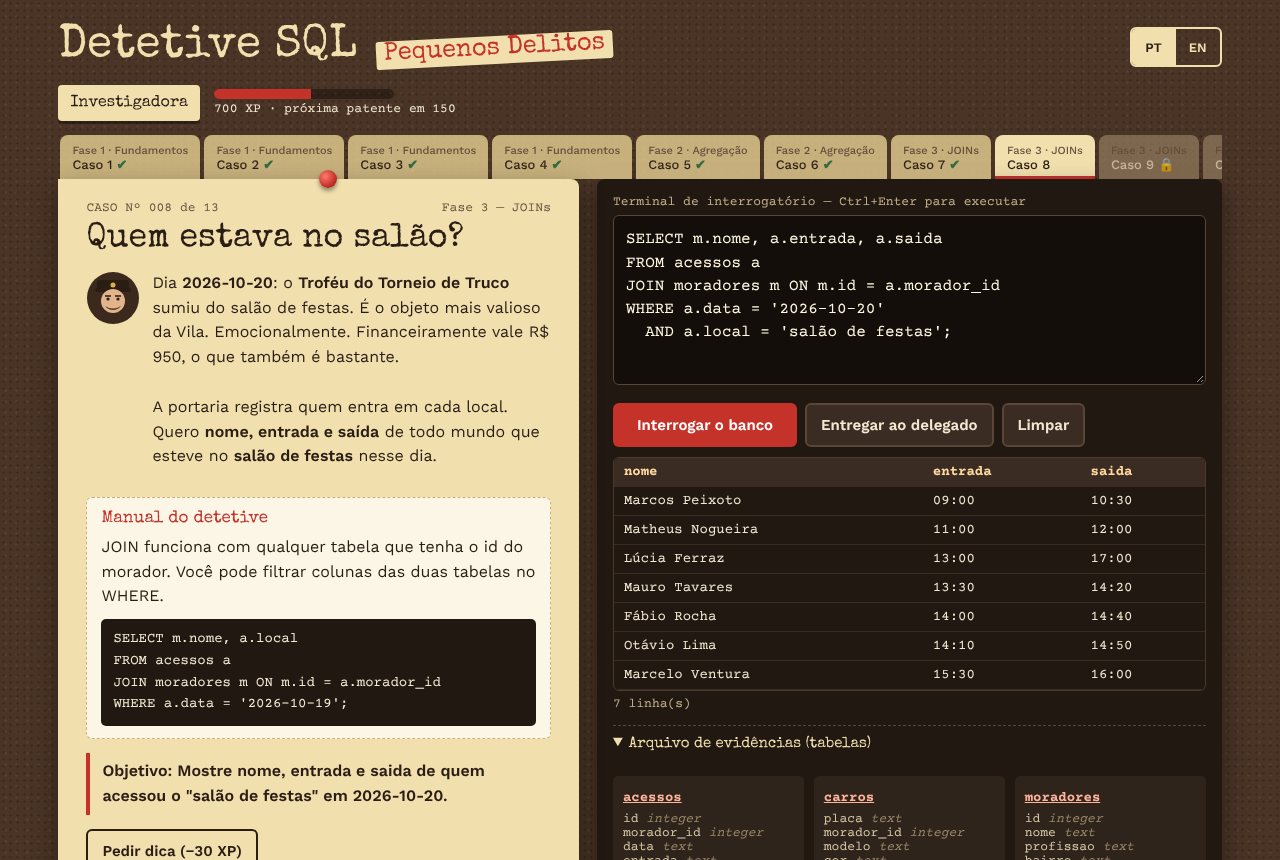 Detetive SQL
Pequenos Delitos
PT EN
Investigadora
700 XP · próxima patente em 150
Fase 1 · Fundamentos
Caso 1 ✔
Fase 1 · Fundamentos
Caso 2 ✔
Fase 1 · Fundamentos
Caso 3 ✔
Fase 1 · Fundamentos
Caso 4 ✔
Fase 2 · Agregação
Caso 5 ✔
Fase 2 · Agregação
Caso 6 ✔
Fase 3 · JOINs
Caso 7 ✔
Fase 3 · JOINs
Caso 8
Fase 3 · JOINs
Caso 9 🔒
CASO Nº 008 de 13
Fase 3 — JOINs
Quem estava no salão?
Dia 2026-10-20: o Troféu do Torneio de Truco
sumiu do salão de festas. É o objeto mais valioso
da Vila. Emocionalmente. Financeiramente vale R$
950, o que também é bastante.
A portaria registra quem entra em cada local.
Quero nome, entrada e saída de todo mundo que
esteve no salão de festas nesse dia.
Manual do detetive
JOIN funciona com qualquer tabela que tenha o id do
morador. Você pode filtrar colunas das duas tabelas no
WHERE.
SELECT m.nome, a.local
FROM acessos a
JOIN moradores m ON m.id = a.morador_id
WHERE a.data = '2026-10-19';
Objetivo: Mostre nome, entrada e saida de quem
acessou o "salão de festas" em 2026-10-20.
Pedir dica (−30 XP)
Terminal de interrogatório — Ctrl+Enter para executar
SELECT m.nome, a.entrada, a.saida
FROM acessos a
JOIN moradores m ON m.id = a.morador_id
WHERE a.data = '2026-10-20'
  AND a.local = 'salão de festas';
Interrogar o banco
Entregar ao delegado
Limpar
nome entrada saida
Marcos Peixoto 09:00 10:30
Matheus Nogueira 11:00 12:00
Lúcia Ferraz 13:00 17:00
Mauro Tavares 13:30 14:20
Fábio Rocha 14:00 14:40
Otávio Lima 14:10 14:50
Marcelo Ventura 15:30 16:00
7 linha(s)
▼ Arquivo de evidências (tabelas)
acessos
id integer
morador_id integer
data text
entrada text
carros
placa text
morador_id integer
modelo text
cor text
moradores
id integer
nome text
profissao text
bairro text